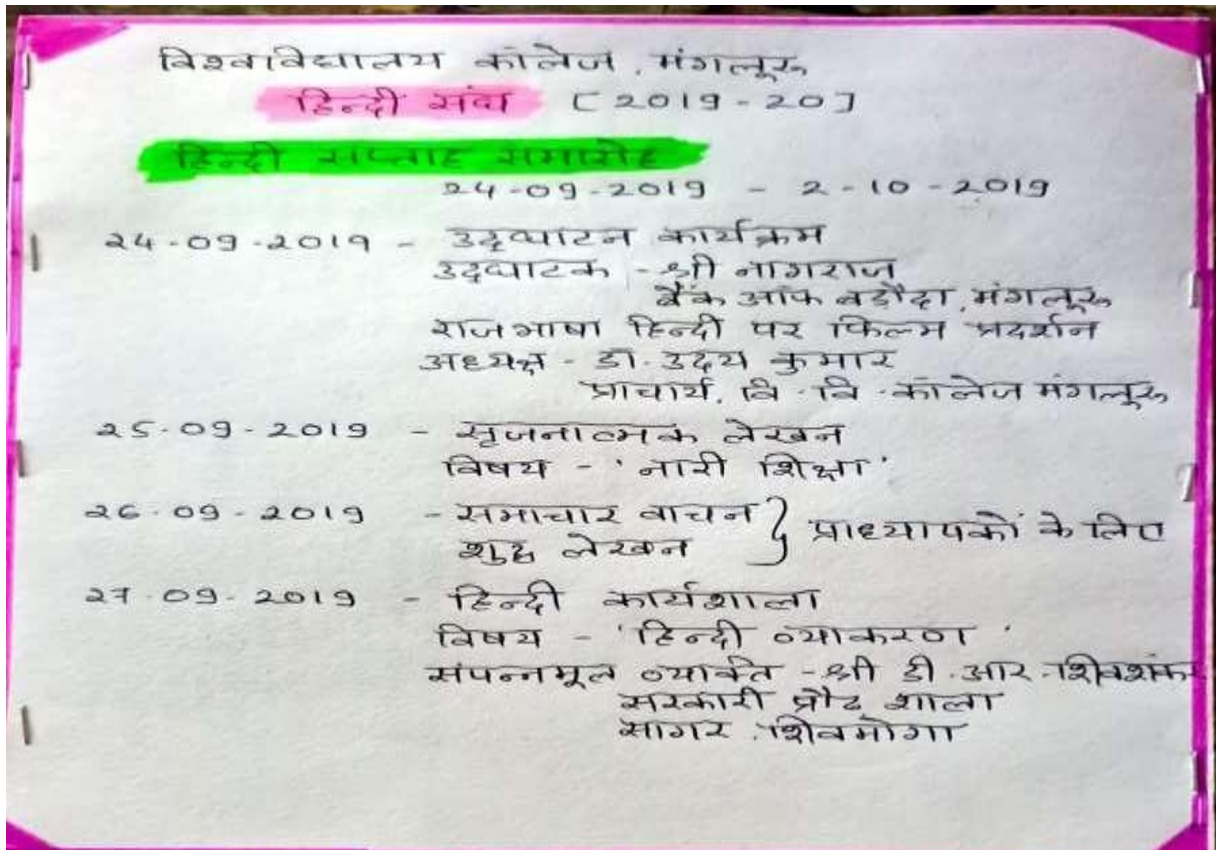 विश्वविद्यालय कॉलेज, मंगलूरु
हिन्दी संघ [2019-20]
हिन्दी सप्ताह समारोह
24-09-2019 - 2-10-2019
24-09-2019 - उद्घाटन कार्यक्रम
उद्घाटक - श्री नागराज
बैंक ऑफ बड़ौदा, मंगलूरु
राजभाषा हिन्दी पर फिल्म प्रदर्शन
अध्यक्ष - डॉ. उदय कुमार
प्राचार्य, वि-वि-कॉलेज मंगलूरु
25-09-2019 - सृजनात्मक लेखन
विषय - 'नारी शिक्षा'
26-09-2019 - समाचार वाचन } प्राध्यापकों के लिए
शुद्ध लेखन
27-09-2019 - हिन्दी कार्यशाला
विषय - 'हिन्दी व्याकरण'
संपन्नमूल व्यक्ति - श्री डी. आर. शिवशंकर
सरकारी प्रौढ शाला
सागर, शिवमोगा